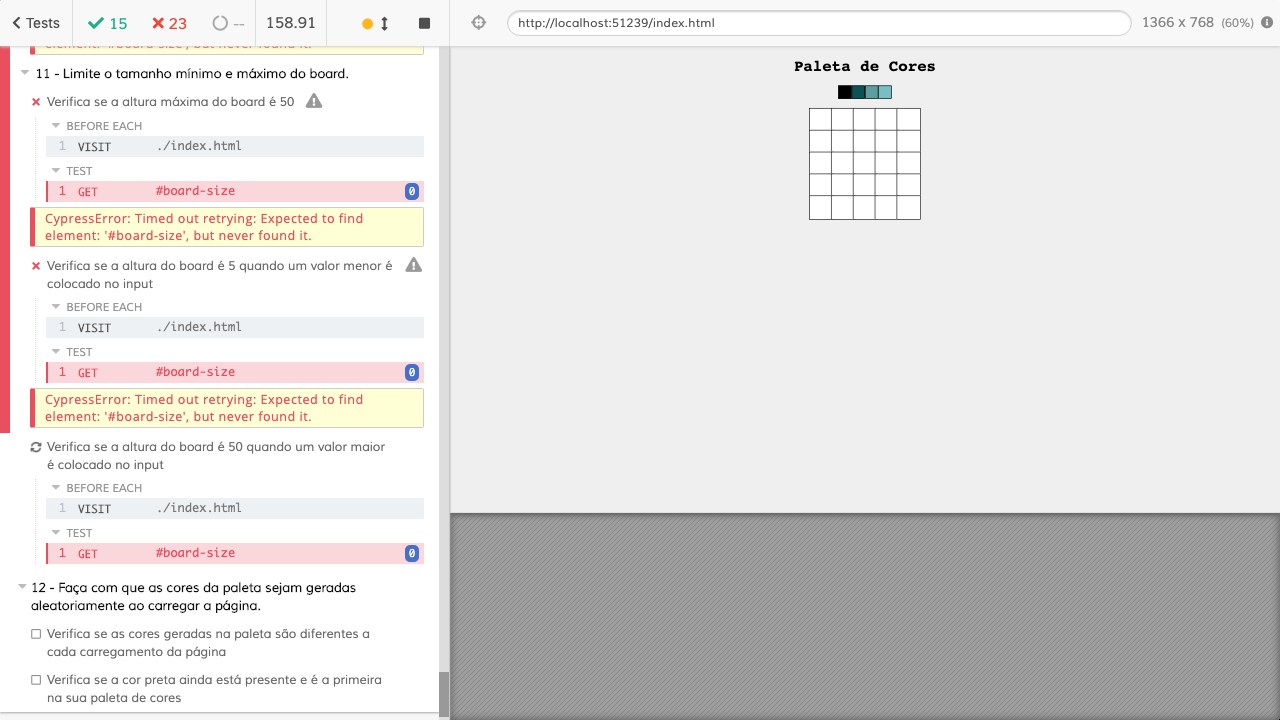 Tests
15
23
--
158.91
http://localhost:51239/index.html
1366 x 768 (60%)
element: '#board-size', but never found it.
11 - Limite o tamanho mínimo e máximo do board.
Verifica se a altura máxima do board é 50
BEFORE EACH
1 VISIT ./index.html
TEST
1 GET #board-size 0
CypressError: Timed out retrying: Expected to find
element: '#board-size', but never found it.
Verifica se a altura do board é 5 quando um valor menor é
colocado no input
BEFORE EACH
1 VISIT ./index.html
TEST
1 GET #board-size 0
CypressError: Timed out retrying: Expected to find
element: '#board-size', but never found it.
Verifica se a altura do board é 50 quando um valor maior
é colocado no input
BEFORE EACH
1 VISIT ./index.html
TEST
1 GET #board-size 0
12 - Faça com que as cores da paleta sejam geradas
aleatoriamente ao carregar a página.
Verifica se as cores geradas na paleta são diferentes a
cada carregamento da página
Verifica se a cor preta ainda está presente e é a primeira
na sua paleta de cores
Paleta de Cores